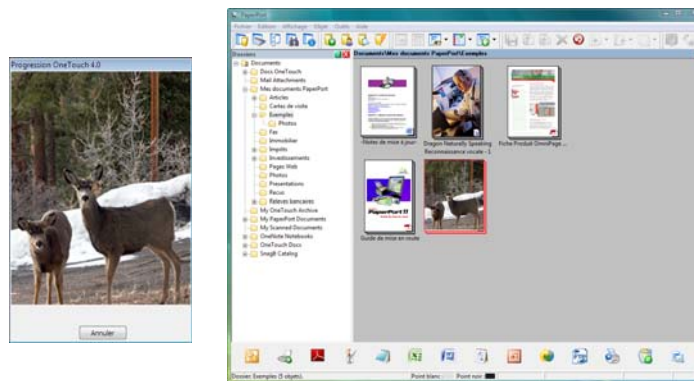 Progression OneTouch 4.0
Annuler
PaperPort
Fichier Edition Affichage Objet Outils Aide
Dossiers
Documents\Mes documents PaperPort\Exemples
Documents
Docs OneTouch
Mail Attachments
Mes documents PaperPort
Articles
Cartes de visite
Exemples
Photos
Fax
Immobilier
Imprits
Investissements
Pages Web
Photos
Presentations
Recus
Releves bancaires
My OneTouch Archive
My PaperPort Documents
My Scanned Documents
OneNote Notebooks
OneTouch Docs
SnagIt Catalog
-Notes de mise à jour-
Dragon Naturally Speaking
Reconnaissance vocale - 1
Fiche Produit OmniPage ...
PaperPort 11
Guide de mise en route
Dossier: Exemples (5 objets).
Point blanc :
Point noir :